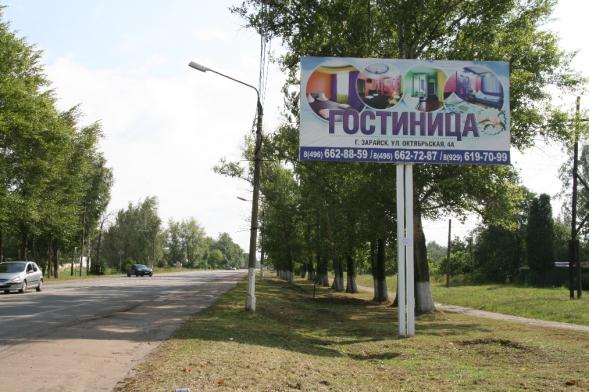 ГОСТИНИЦА
Г. ЗАРАЙСК, УЛ. ОКТЯБРЬСКАЯ, 4А
8(496) 662-88-59 / 8(496) 662-72-87 / 8(929) 619-70-99